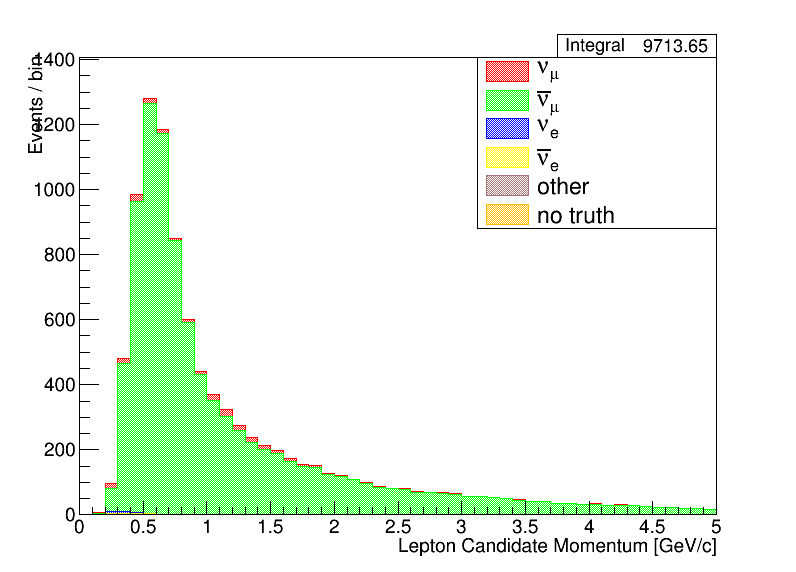 Integral 9713.65
Events / bin
1400
1200
1000
800
600
400
200
0
ν_μ
ν̅_μ
ν_e
ν̅_e
other
no truth
0 0.5 1 1.5 2 2.5 3 3.5 4 4.5 5
Lepton Candidate Momentum [GeV/c]